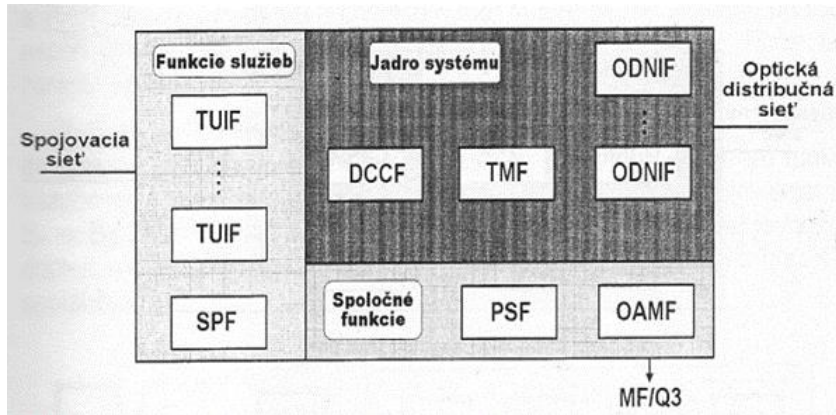 Funkcie služieb
Jadro systému
ODNIF
Optická
distribučná
sieť
Spojovacia
sieť
TUIF
DCCF
TMF
ODNIF
TUIF
SPF
Spoločné
funkcie
PSF
OAMF
MF/Q3